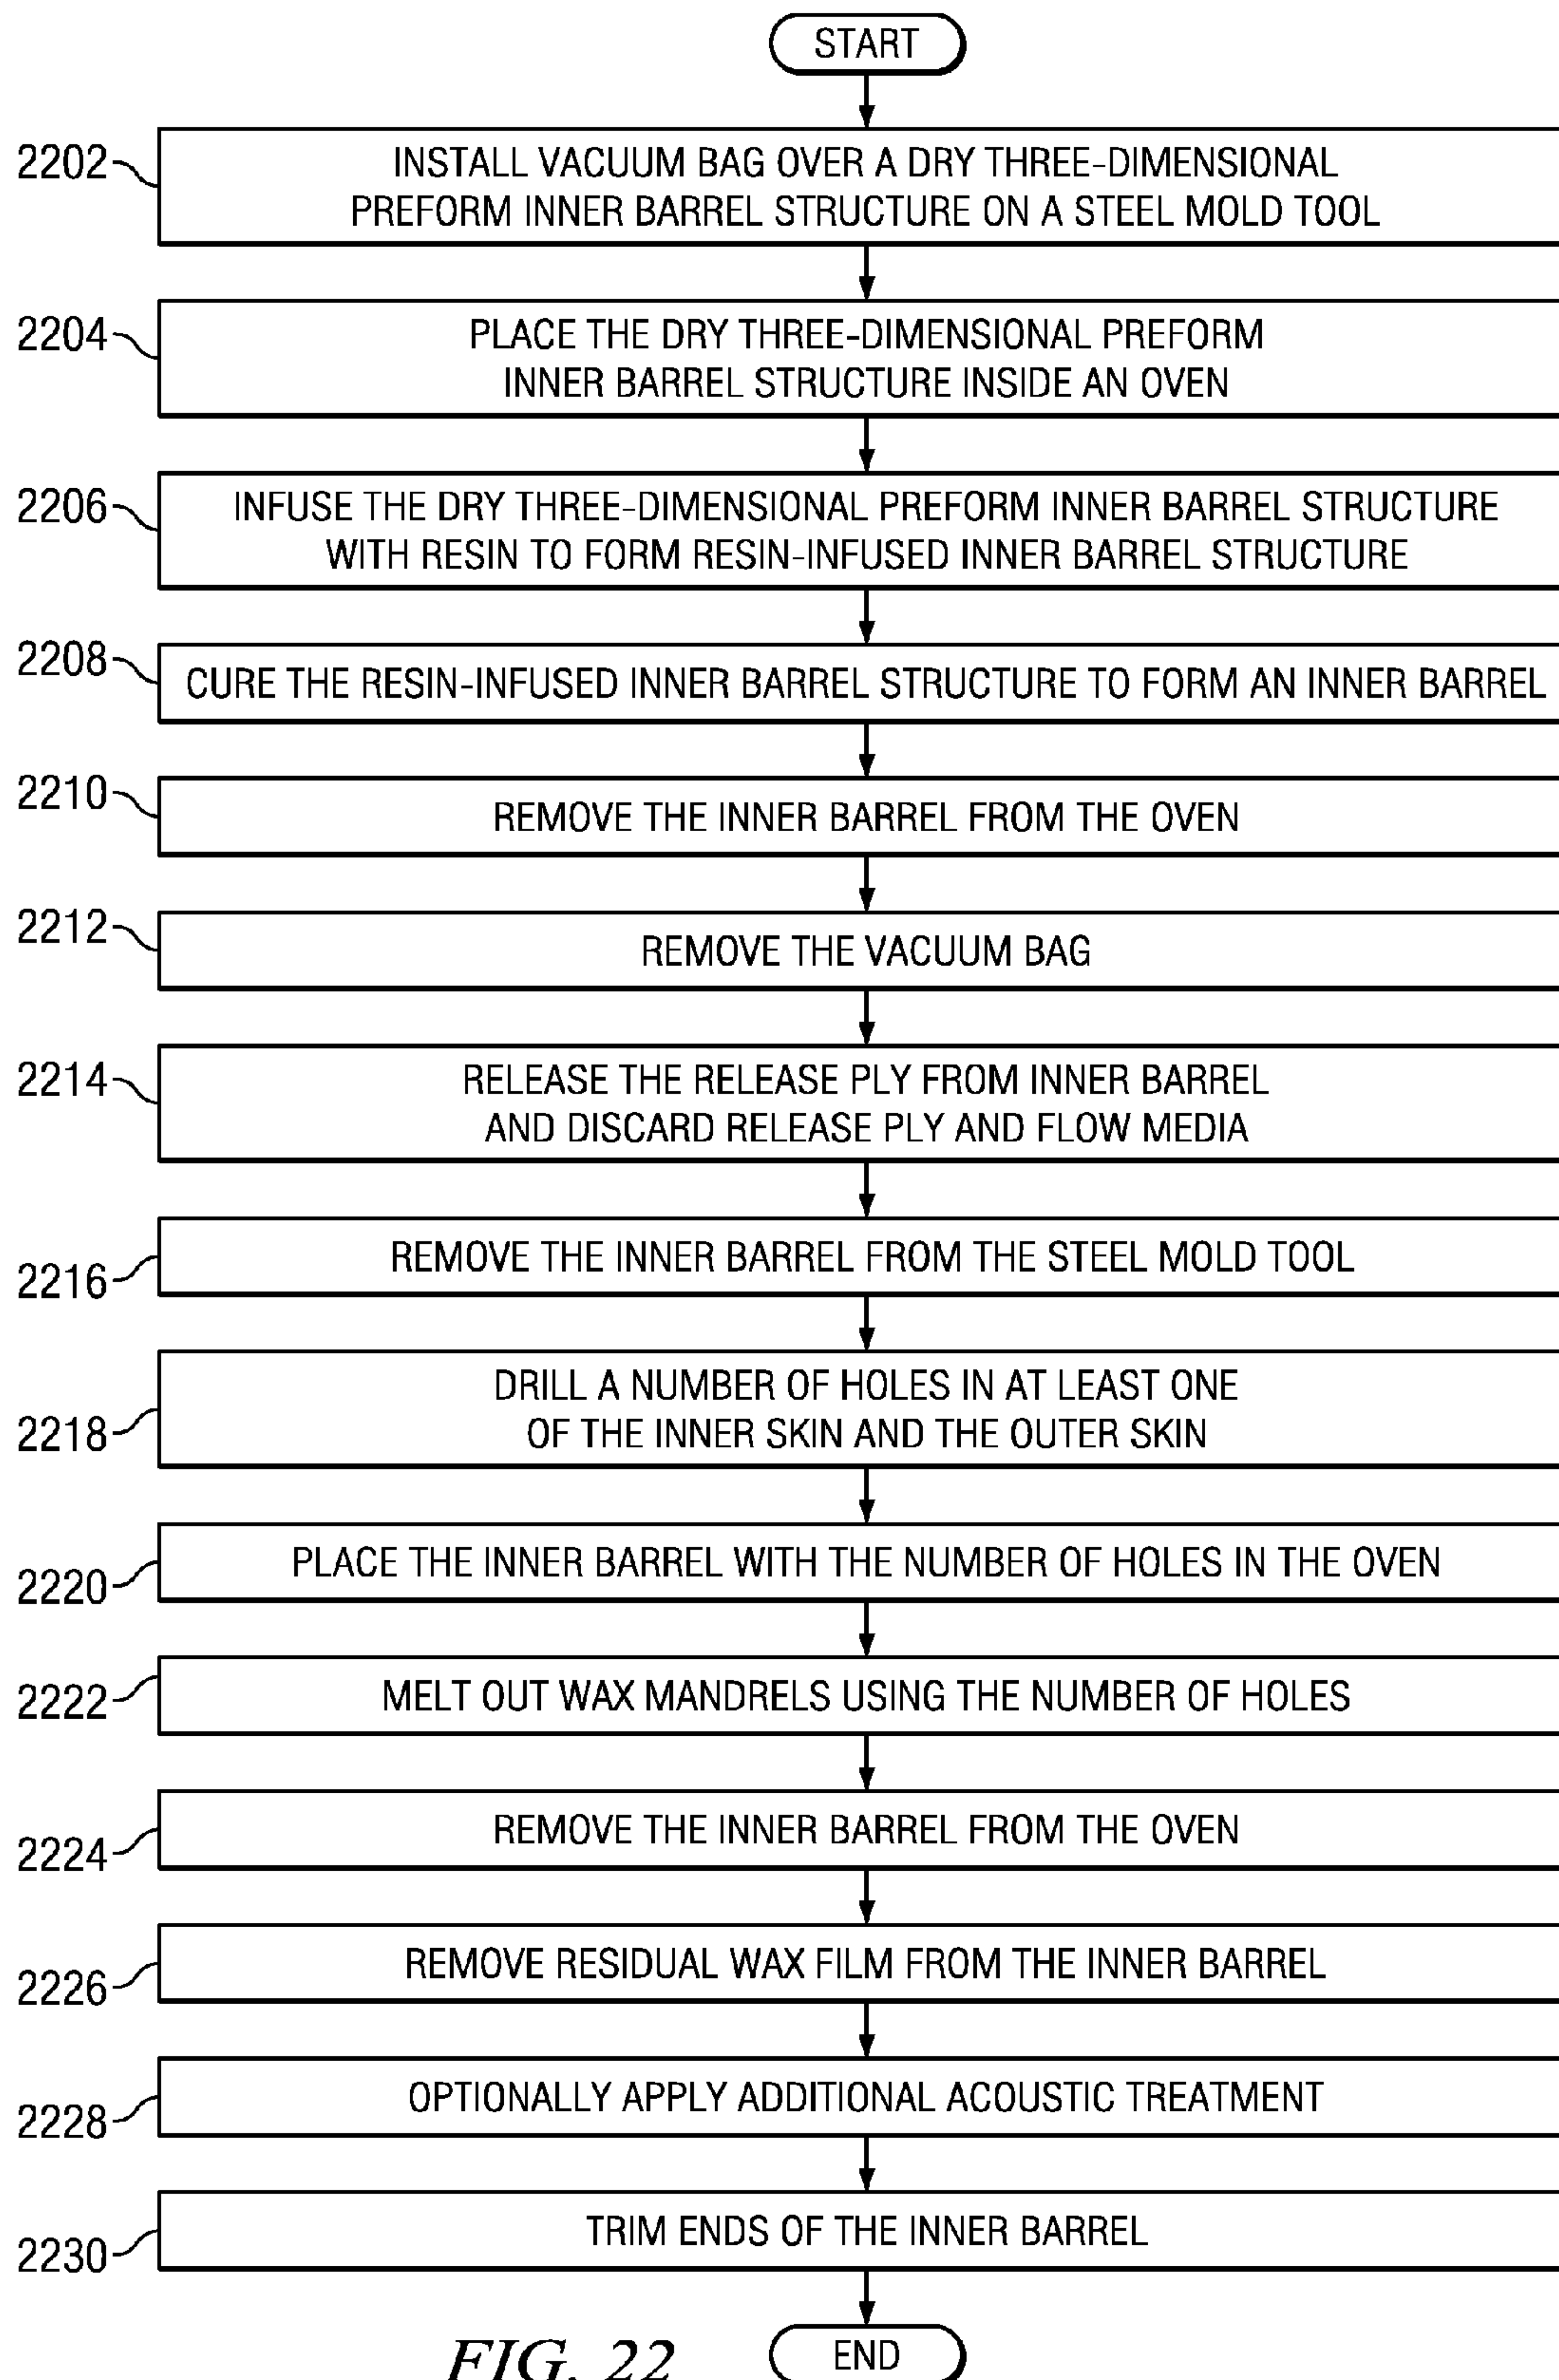 START
2202
INSTALL VACUUM BAG OVER A DRY THREE-DIMENSIONAL
PREFORM INNER BARREL STRUCTURE ON A STEEL MOLD TOOL
2204
PLACE THE DRY THREE-DIMENSIONAL PREFORM
INNER BARREL STRUCTURE INSIDE AN OVEN
2206
INFUSE THE DRY THREE-DIMENSIONAL PREFORM INNER BARREL STRUCTURE
WITH RESIN TO FORM RESIN-INFUSED INNER BARREL STRUCTURE
2208
CURE THE RESIN-INFUSED INNER BARREL STRUCTURE TO FORM AN INNER BARREL
2210
REMOVE THE INNER BARREL FROM THE OVEN
2212
REMOVE THE VACUUM BAG
2214
RELEASE THE RELEASE PLY FROM INNER BARREL
AND DISCARD RELEASE PLY AND FLOW MEDIA
2216
REMOVE THE INNER BARREL FROM THE STEEL MOLD TOOL
2218
DRILL A NUMBER OF HOLES IN AT LEAST ONE
OF THE INNER SKIN AND THE OUTER SKIN
2220
PLACE THE INNER BARREL WITH THE NUMBER OF HOLES IN THE OVEN
2222
MELT OUT WAX MANDRELS USING THE NUMBER OF HOLES
2224
REMOVE THE INNER BARREL FROM THE OVEN
2226
REMOVE RESIDUAL WAX FILM FROM THE INNER BARREL
2228
OPTIONALLY APPLY ADDITIONAL ACOUSTIC TREATMENT
2230
TRIM ENDS OF THE INNER BARREL
FIG. 22
END